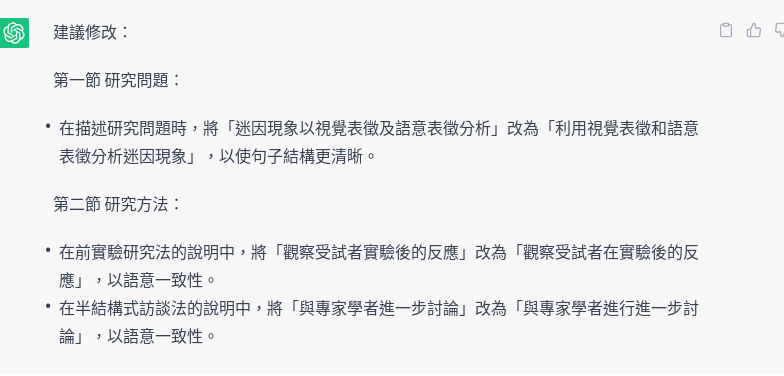 建議修改：
第一節 研究問題：
• 在描述研究問題時，將「迷因現象以視覺表徵及語意表徵分析」改為「利用視覺表徵和語意
表徵分析迷因現象」，以使句子結構更清晰。
第二節 研究方法：
• 在前實驗研究法的說明中，將「觀察受試者實驗後的反應」改為「觀察受試者在實驗後的反
應」，以語意一致性。
• 在半結構式訪談法的說明中，將「與專家學者進一步討論」改為「與專家學者進行進一步討
論」，以語意一致性。